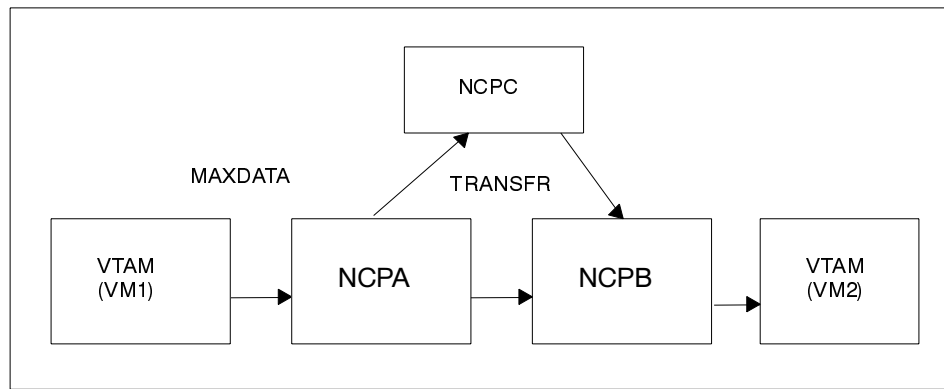 NCPC
MAXDATA
TRANSFR
VTAM
(VM1)
NCPA
NCPB
VTAM
(VM2)